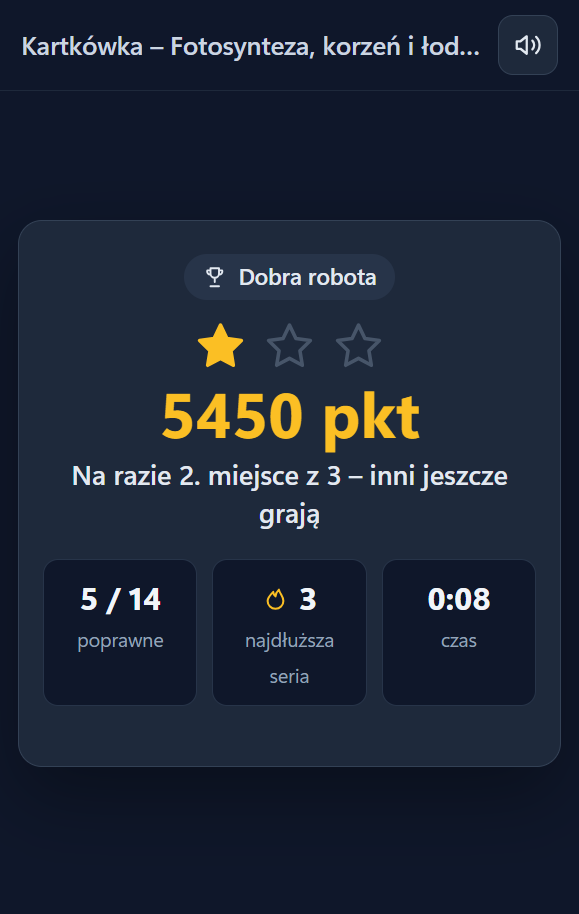 Kartkówka – Fotosynteza, korzeń i łod...
Dobra robota
5450 pkt
Na razie 2. miejsce z 3 – inni jeszcze
grają
5 / 14
poprawne
3
najdłuższa
seria
0:08
czas